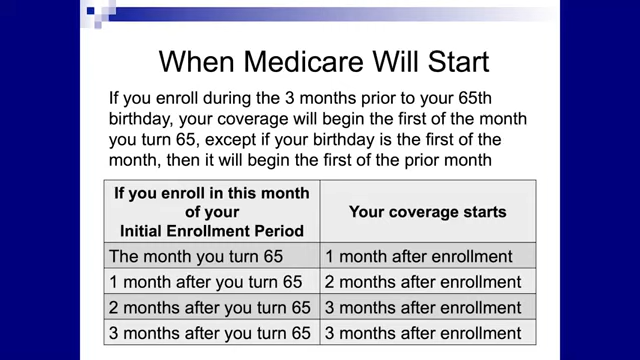 When Medicare Will Start
If you enroll during the 3 months prior to your 65th
birthday, your coverage will begin the first of the month
you turn 65, except if your birthday is the first of the
month, then it will begin the first of the prior month
If you enroll in this month
of your
Initial Enrollment Period
Your coverage starts
The month you turn 65
1 month after enrollment
1 month after you turn 65
2 months after enrollment
2 months after you turn 65
3 months after enrollment
3 months after you turn 65
3 months after enrollment